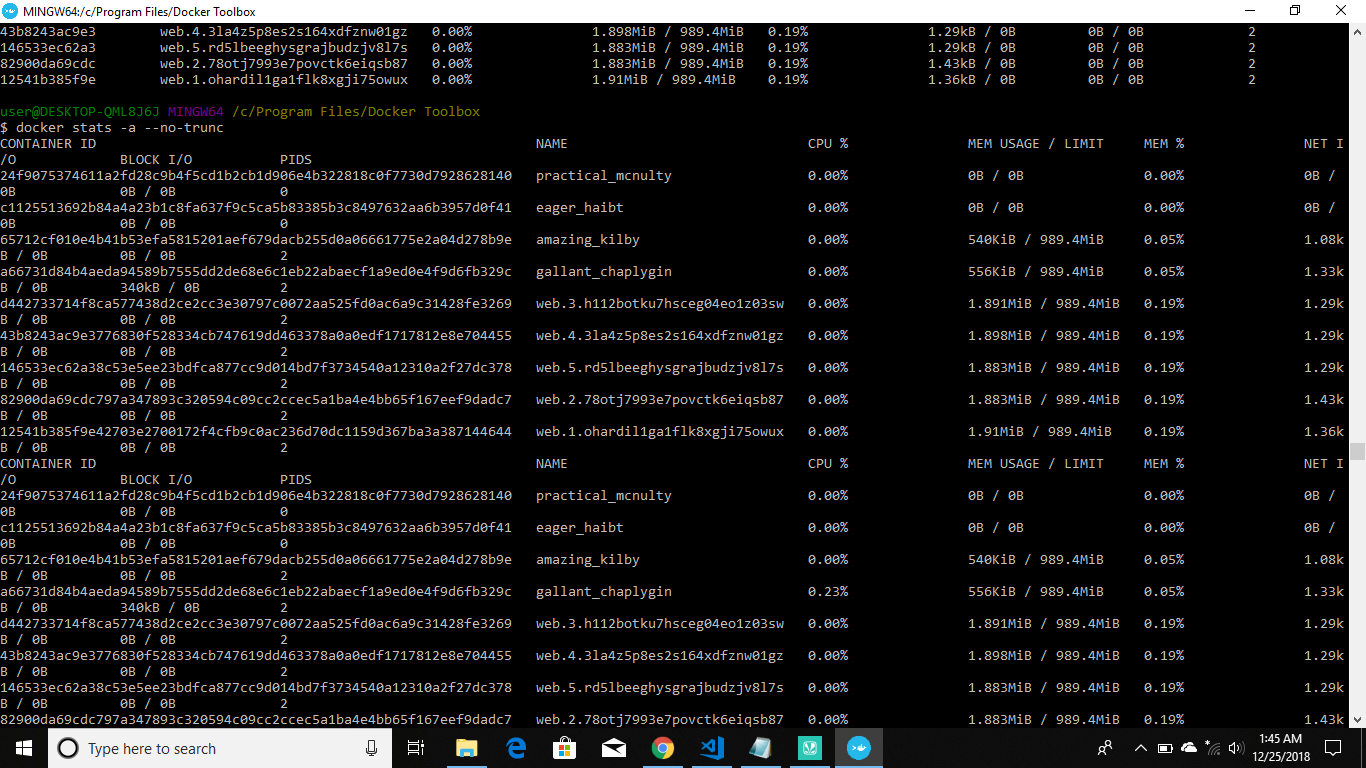 MINGW64:/c/Program Files/Docker Toolbox
43b8243ac9e3 web.4.3la4z5p8es2s164xdfznw01gz 0.00% 1.898MiB / 989.4MiB 0.19% 1.29kB / 0B 0B / 0B 2
146533ec62a3 web.5.rd5lbeeghysgrajbudzjv8l7s 0.00% 1.883MiB / 989.4MiB 0.19% 1.29kB / 0B 0B / 0B 2
82900da69cdc web.2.78otj7993e7povctk6eiqsb87 0.00% 1.883MiB / 989.4MiB 0.19% 1.43kB / 0B 0B / 0B 2
12541b385f9e web.1.ohardil1ga1flk8xgji75owux 0.00% 1.91MiB / 989.4MiB 0.19% 1.36kB / 0B 0B / 0B 2
user@DESKTOP-QML8J6J MINGW64 /c/Program Files/Docker Toolbox
$ docker stats -a --no-trunc
CONTAINER ID NAME CPU % MEM USAGE / LIMIT MEM % NET I
/O BLOCK I/O PIDS
24f9075374611a2fd28c9b4f5cd1b2cb1d906e4b322818c0f7730d7928628140 practical_mcnulty 0.00% 0B / 0B 0.00% 0B /
0B 0B / 0B 0
c1125513692b84a4a23b1c8fa637f9c5ca5b83385b3c8497632aa6b3957d0f41 eager_haibt 0.00% 0B / 0B 0.00% 0B /
0B 0B / 0B 0
65712cf010e4b41b53efa5815201aef679dacb255d0a06661775e2a04d278b9e amazing_kilby 0.00% 540KiB / 989.4MiB 0.05% 1.08k
B / 0B 0B / 0B 2
a66731d84b4aeda94589b7555dd2de68e6c1eb22abaecf1a9ed0e4f9d6fb329c gallant_chaplygin 0.00% 556KiB / 989.4MiB 0.05% 1.33k
B / 0B 340kB / 0B 2
d442733714f8ca577438d2ce2cc3e30797c0072aa525fd0ac6a9c31428fe3269 web.3.h112botku7hsceg04eo1z03sw 0.00% 1.891MiB / 989.4MiB 0.19% 1.29k
B / 0B 0B / 0B 2
43b8243ac9e3776830f528334cb747619dd463378a0a0edf1717812e8e704455 web.4.3la4z5p8es2s164xdfznw01gz 0.00% 1.898MiB / 989.4MiB 0.19% 1.29k
B / 0B 0B / 0B 2
146533ec62a38c53e5ee23bdfca877cc9d014bd7f3734540a12310a2f27dc378 web.5.rd5lbeeghysgrajbudzjv8l7s 0.00% 1.883MiB / 989.4MiB 0.19% 1.29k
B / 0B 0B / 0B 2
82900da69cdc797a347893c320594c09cc2ccec5a1ba4e4bb65f167eef9dadc7 web.2.78otj7993e7povctk6eiqsb87 0.00% 1.883MiB / 989.4MiB 0.19% 1.43k
B / 0B 0B / 0B 2
12541b385f9e42703e2700172f4cfb9c0ac236d70dc1159d367ba3a387144644 web.1.ohardil1ga1flk8xgji75owux 0.00% 1.91MiB / 989.4MiB 0.19% 1.36k
B / 0B 0B / 0B 2
CONTAINER ID NAME CPU % MEM USAGE / LIMIT MEM % NET I
/O BLOCK I/O PIDS
24f9075374611a2fd28c9b4f5cd1b2cb1d906e4b322818c0f7730d7928628140 practical_mcnulty 0.00% 0B / 0B 0.00% 0B /
0B 0B / 0B 0
c1125513692b84a4a23b1c8fa637f9c5ca5b83385b3c8497632aa6b3957d0f41 eager_haibt 0.00% 0B / 0B 0.00% 0B /
0B 0B / 0B 0
65712cf010e4b41b53efa5815201aef679dacb255d0a06661775e2a04d278b9e amazing_kilby 0.00% 540KiB / 989.4MiB 0.05% 1.08k
B / 0B 0B / 0B 2
a66731d84b4aeda94589b7555dd2de68e6c1eb22abaecf1a9ed0e4f9d6fb329c gallant_chaplygin 0.23% 556KiB / 989.4MiB 0.05% 1.33k
B / 0B 340kB / 0B 2
d442733714f8ca577438d2ce2cc3e30797c0072aa525fd0ac6a9c31428fe3269 web.3.h112botku7hsceg04eo1z03sw 0.00% 1.891MiB / 989.4MiB 0.19% 1.29k
B / 0B 0B / 0B 2
43b8243ac9e3776830f528334cb747619dd463378a0a0edf1717812e8e704455 web.4.3la4z5p8es2s164xdfznw01gz 0.00% 1.898MiB / 989.4MiB 0.19% 1.29k
B / 0B 0B / 0B 2
146533ec62a38c53e5ee23bdfca877cc9d014bd7f3734540a12310a2f27dc378 web.5.rd5lbeeghysgrajbudzjv8l7s 0.00% 1.883MiB / 989.4MiB 0.19% 1.29k
B / 0B 0B / 0B 2
82900da69cdc797a347893c320594c09cc2ccec5a1ba4e4bb65f167eef9dadc7 web.2.78otj7993e7povctk6eiqsb87 0.00% 1.883MiB / 989.4MiB 0.19% 1.43k
Type here to search
1:45 AM
12/25/2018